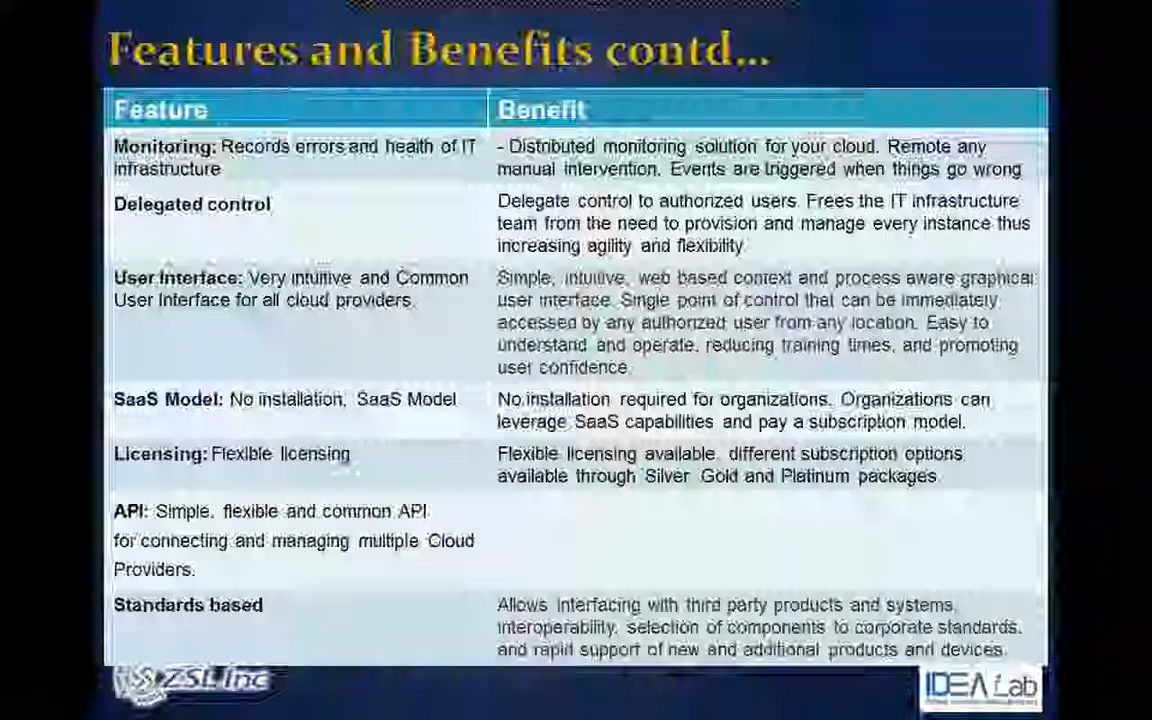 Features and Benefits contd...
Feature
Benefit
Monitoring: Records errors and health of IT
infrastructure
- Distributed monitoring solution for your cloud. Remote any
manual intervention. Events are triggered when things go wrong
Delegated control
Delegate control to authorized users. Frees the IT infrastructure
team from the need to provision and manage every instance thus
increasing agility and flexibility
User Interface: Very intuitive and Common
User Interface for all cloud providers.
Simple, intuitive, web based context and process aware graphical
user interface. Single point of control that can be immediately
accessed by any authorized user from any location. Easy to
understand and operate, reducing training times, and promoting
user confidence.
SaaS Model: No installation, SaaS Model
No installation required for organizations. Organizations can
leverage SaaS capabilities and pay a subscription model.
Licensing: Flexible licensing
Flexible licensing available, different subscription options
available through Silver Gold and Platinum packages
API: Simple, flexible and common API
for connecting and managing multiple Cloud
Providers.
Standards based
Allows interfacing with third party products and systems,
interoperability, selection of components to corporate standards,
and rapid support of new and additional products and devices.
ZSL Inc
IDEA Lab